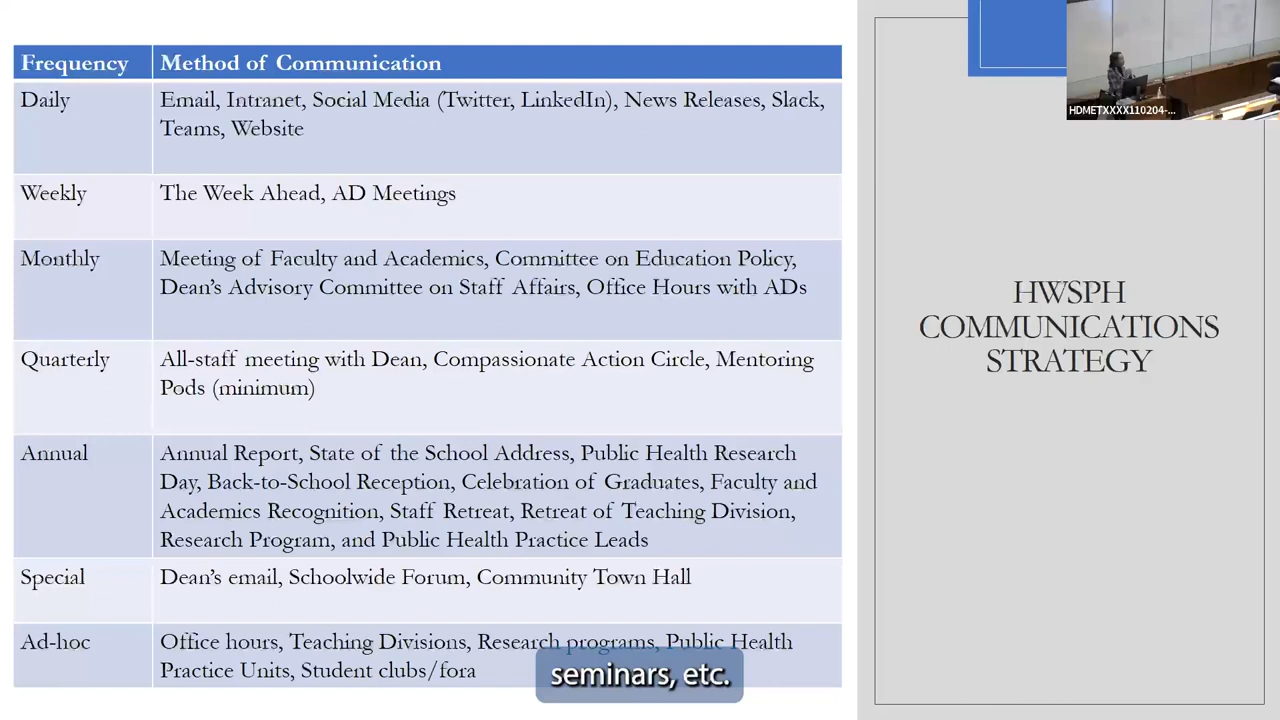 Frequency Method of Communication
Daily Email, Intranet, Social Media (Twitter, LinkedIn), News Releases, Slack,
Teams, Website
Weekly The Week Ahead, AD Meetings
Monthly Meeting of Faculty and Academics, Committee on Education Policy,
Dean's Advisory Committee on Staff Affairs, Office Hours with ADs
Quarterly All-staff meeting with Dean, Compassionate Action Circle, Mentoring
Pods (minimum)
Annual Annual Report, State of the School Address, Public Health Research
Day, Back-to-School Reception, Celebration of Graduates, Faculty and
Academics Recognition, Staff Retreat, Retreat of Teaching Division,
Research Program, and Public Health Practice Leads
Special Dean's email, Schoolwide Forum, Community Town Hall
Ad-hoc Office hours, Teaching Divisions, Research programs, Public Health
Practice Units, Student clubs/fora
seminars, etc.
HWSPH
COMMUNICATIONS
STRATEGY
HDMETXXXX110204-...